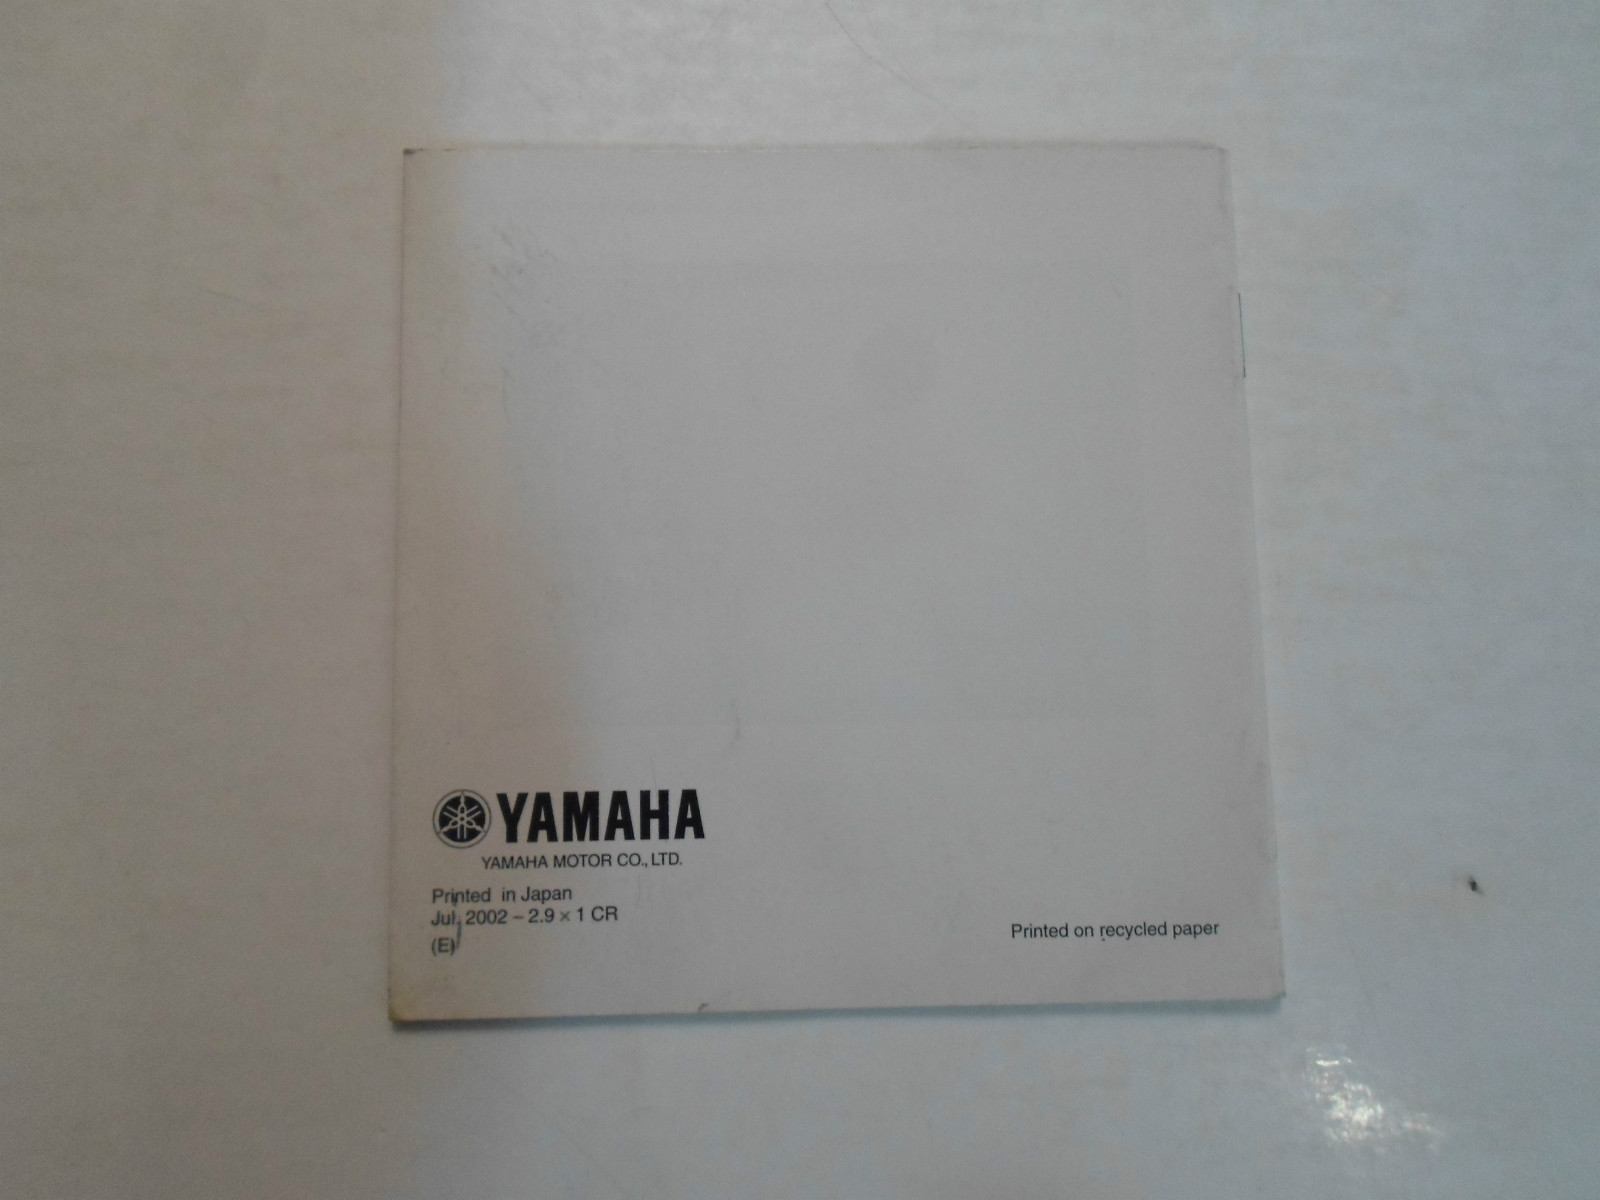 YAMAHA
YAMAHA MOTOR CO., LTD.
Printed in Japan
Jul. 2002 – 2.9 × 1 CR
(E)
Printed on recycled paper